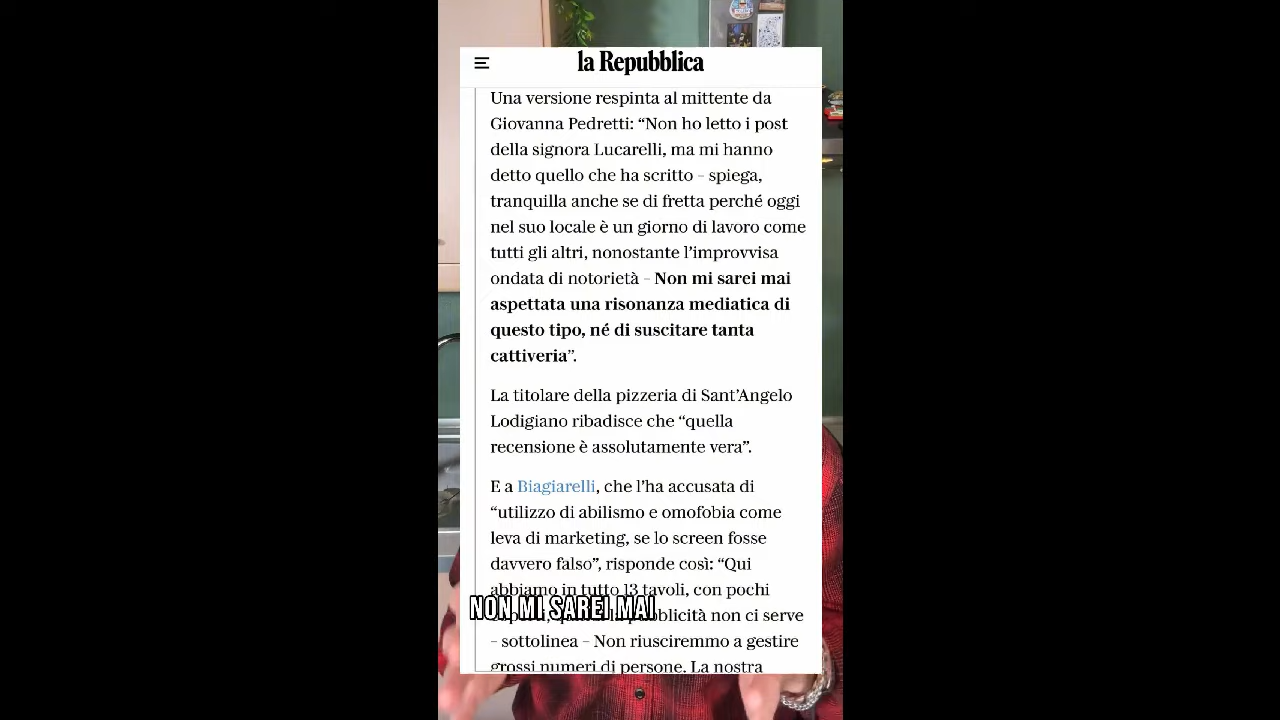 la Repubblica
Una versione respinta al mittente da
Giovanna Pedretti: “Non ho letto i post
della signora Lucarelli, ma mi hanno
detto quello che ha scritto - spiega,
tranquilla anche se di fretta perché oggi
nel suo locale è un giorno di lavoro come
tutti gli altri, nonostante l’improvvisa
ondata di notorietà - Non mi sarei mai
aspettata una risonanza mediatica di
questo tipo, né di suscitare tanta
cattiveria”.
La titolare della pizzeria di Sant’Angelo
Lodigiano ribadisce che “quella
recensione è assolutamente vera”.
E a Biagiarelli, che l’ha accusata di
“utilizzo di abilismo e omofobia come
leva di marketing, se lo screen fosse
davvero falso”, risponde così: “Qui
abbiamo in tutto 13 tavoli, con pochi
NON MI SAREI MAI
pubblicità non ci serve
- sottolinea - Non riusciremmo a gestire
grossi numeri di persone. La nostra